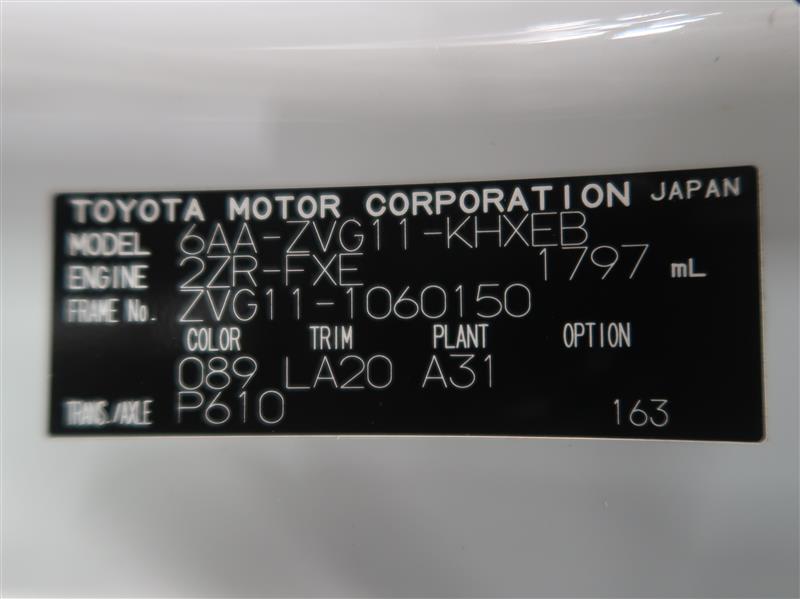 TOYOTA MOTOR CORPORATION JAPAN
MODEL 6AA-ZVG11-KHXEB
ENGINE 2ZR-FXE 1797 mL
FRAME No. ZVG11-1060150
COLOR TRIM PLANT OPTION
089 LA20 A31
TRANS./AXLE P610 163